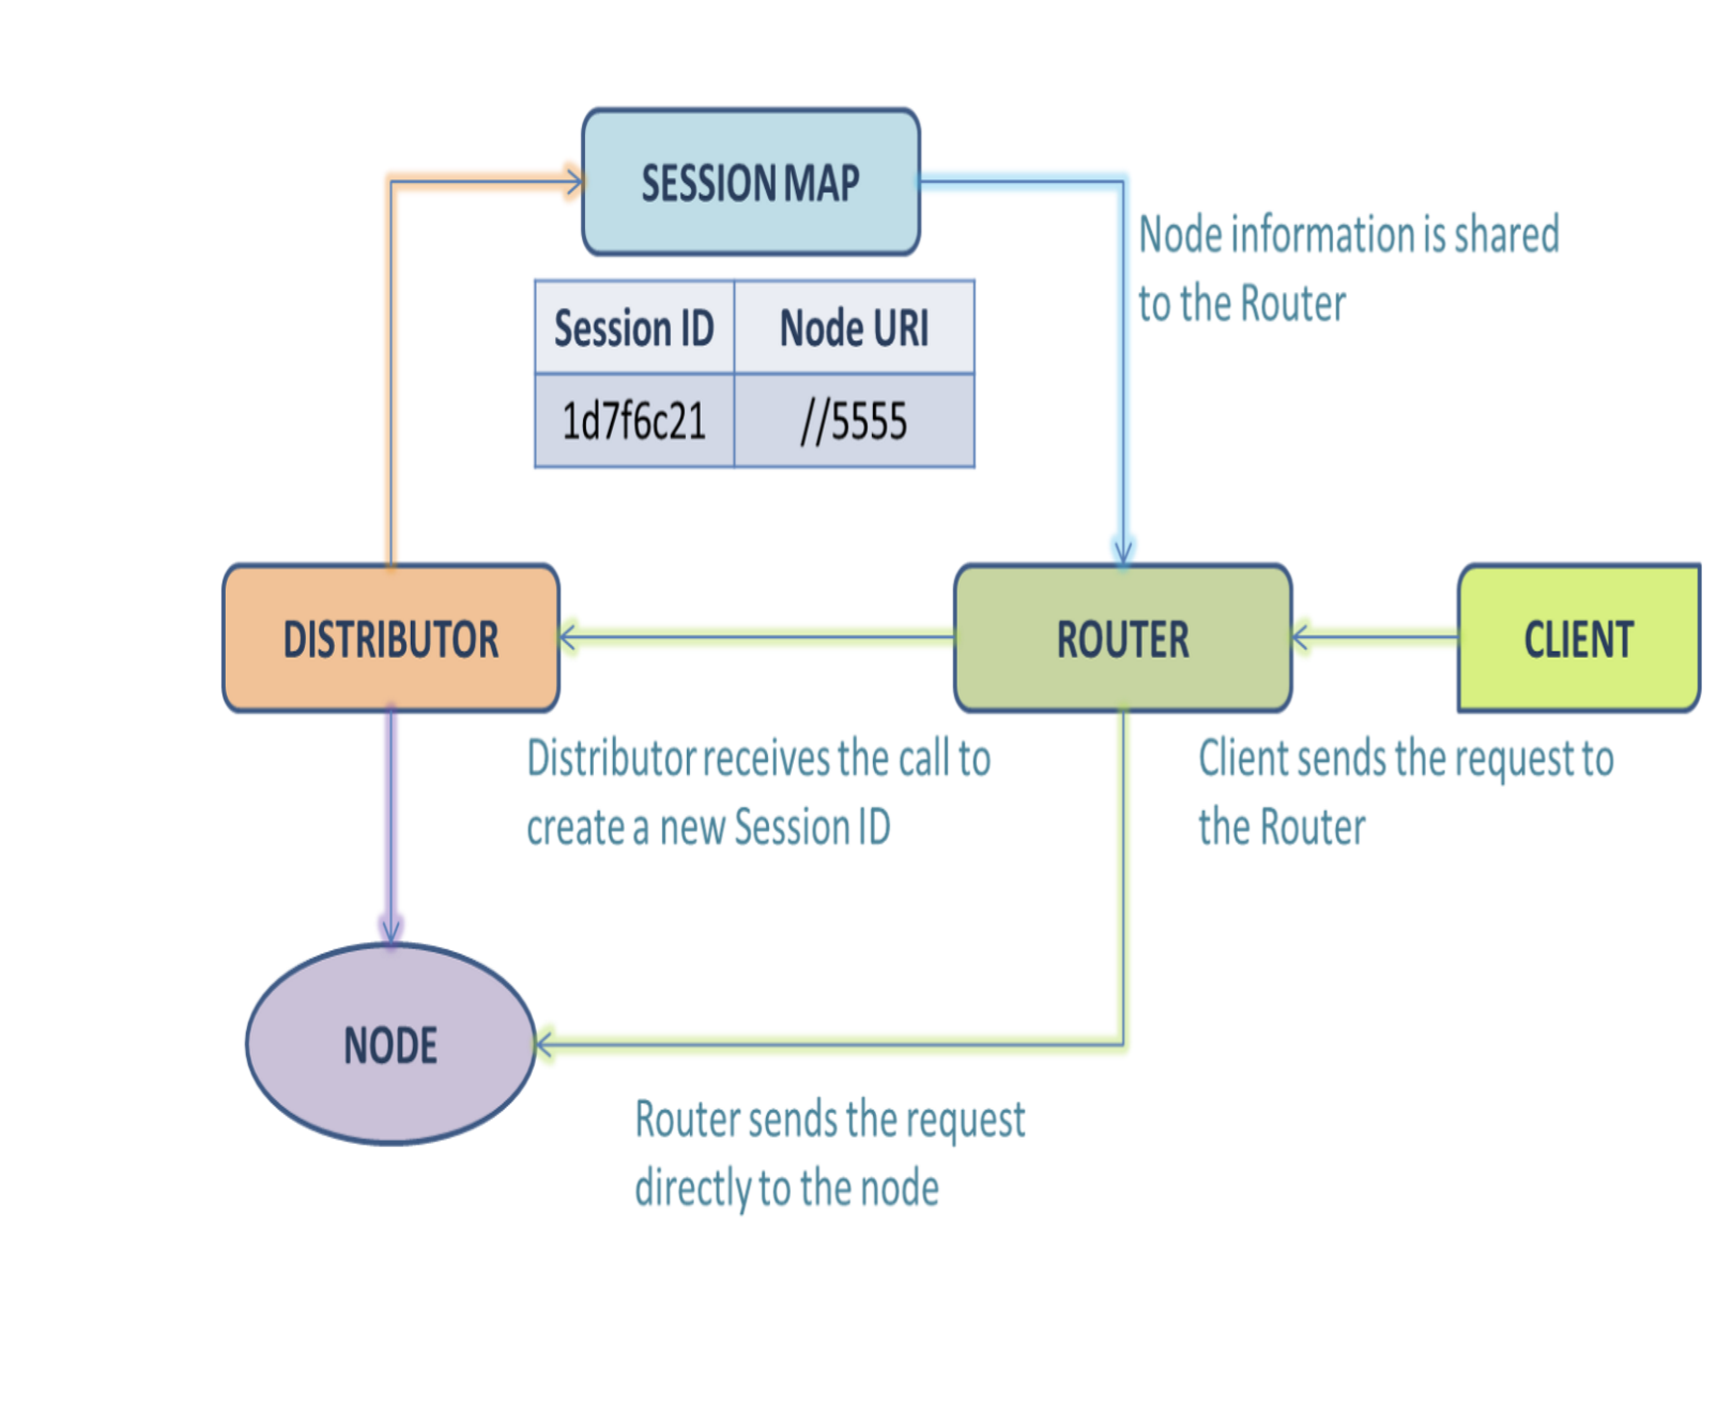 SESSION MAP
Node information is shared
to the Router
Session ID Node URI
1d7f6c21 //5555
DISTRIBUTOR
ROUTER
CLIENT
Distributor receives the call to
create a new Session ID
Client sends the request to
the Router
NODE
Router sends the request
directly to the node